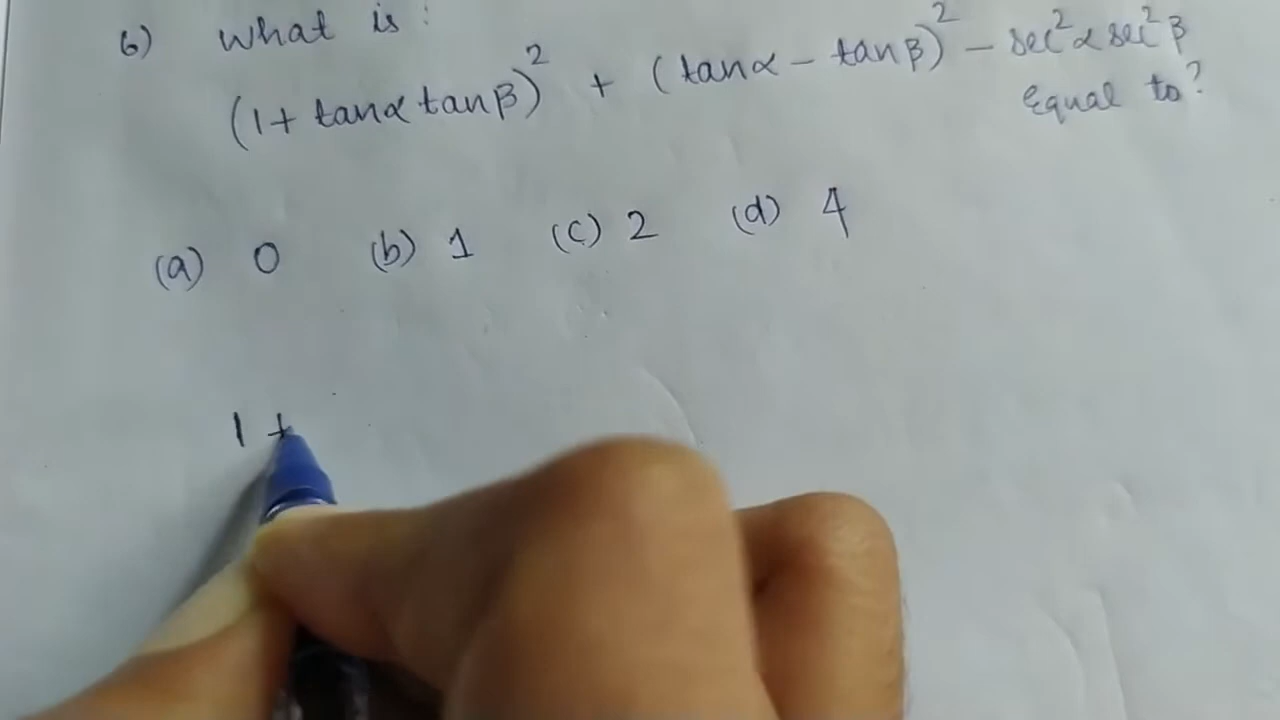 6) What is :
(1 + tanα tanβ)² + (tanα − tanβ)² − sec²α sec²β
Equal to?
(a) 0 (b) 1 (c) 2 (d) 4
1 +